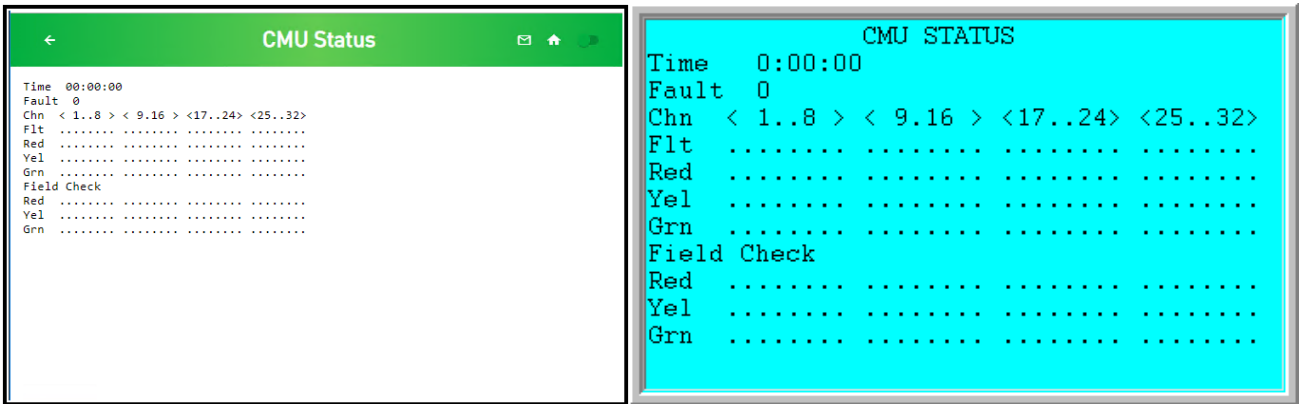 CMU Status
Time  00:00:00
Fault  0
Chn  < 1..8 > < 9.16 > <17..24> <25..32>
Flt  ........ ........ ........ ........
Red  ........ ........ ........ ........
Yel  ........ ........ ........ ........
Grn  ........ ........ ........ ........
Field Check
Red  ........ ........ ........ ........
Yel  ........ ........ ........ ........
Grn  ........ ........ ........ ........
CMU STATUS
Time   0:00:00
Fault  0
Chn  < 1..8 > < 9.16 > <17..24> <25..32>
Flt  ........ ........ ........ ........
Red  ........ ........ ........ ........
Yel  ........ ........ ........ ........
Grn  ........ ........ ........ ........
Field Check
Red  ........ ........ ........ ........
Yel  ........ ........ ........ ........
Grn  ........ ........ ........ ........